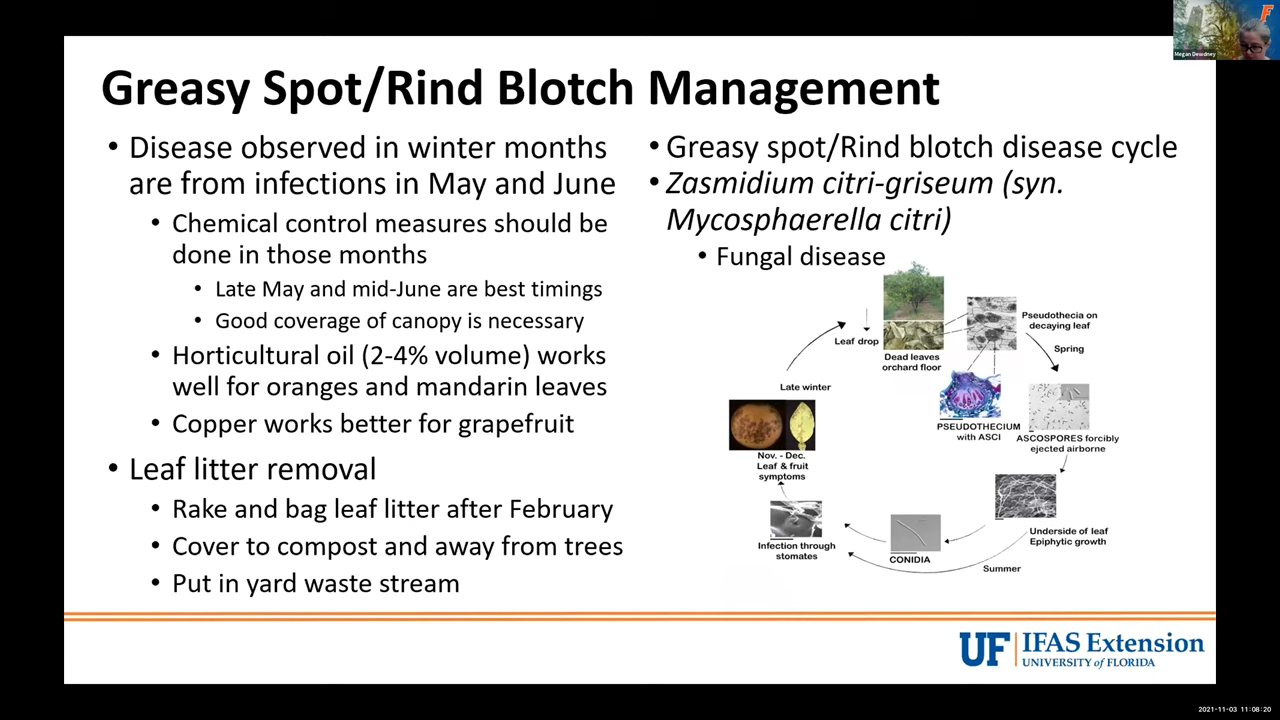 Greasy Spot/Rind Blotch Management
• Disease observed in winter months
are from infections in May and June
• Chemical control measures should be
done in those months
• Late May and mid-June are best timings
• Good coverage of canopy is necessary
• Horticultural oil (2-4% volume) works
well for oranges and mandarin leaves
• Copper works better for grapefruit
• Leaf litter removal
• Rake and bag leaf litter after February
• Cover to compost and away from trees
• Put in yard waste stream
• Greasy spot/Rind blotch disease cycle
• Zasmidium citri-griseum (syn.
Mycosphaerella citri)
• Fungal disease
Leaf drop
Dead leaves
orchard floor
Pseudothecia on
decaying leaf
Spring
PSEUDOTHECIUM
with ASCI
ASCOSPORES forcibly
ejected airborne
Underside of leaf
Epiphytic growth
Summer
CONIDIA
Infection through
stomates
Nov. - Dec.
Leaf & fruit
symptoms
Late winter
UF IFAS Extension
UNIVERSITY of FLORIDA
F
Megan Dewdney
2021-11-03 11:08:20